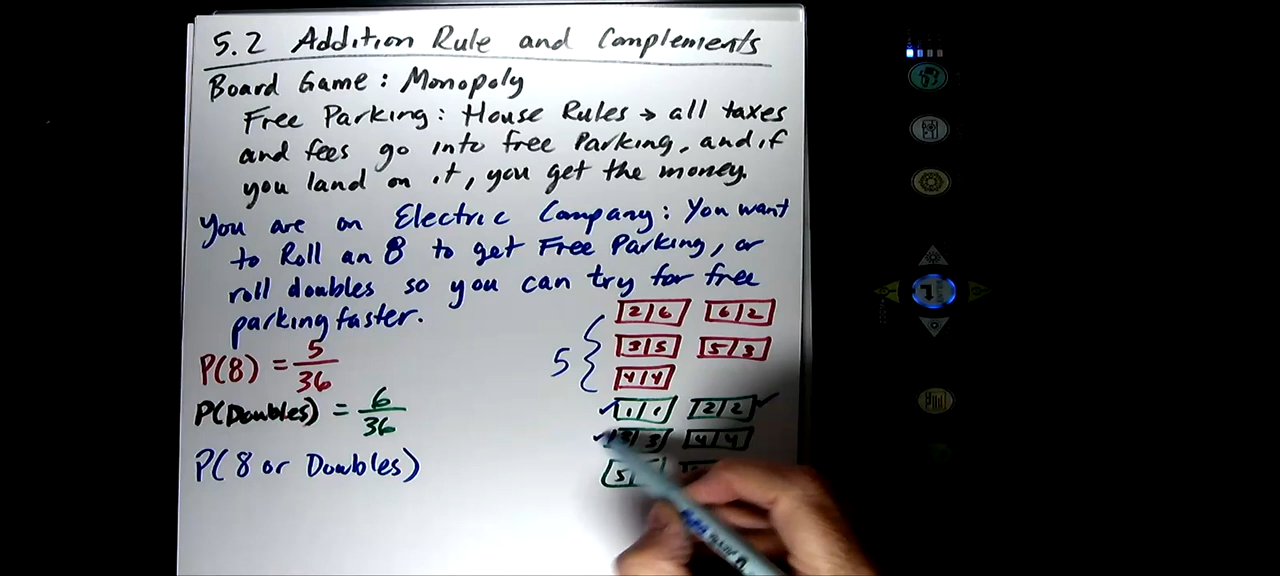 5.2 Addition Rule and Complements
Board Game: Monopoly
Free Parking: House Rules → all taxes
and fees go into free Parking, and if
you land on it, you get the money.
You are on Electric Company: You want
to Roll an 8 to get Free Parking, or
roll doubles so you can try for free
parking faster.
2|6 6|2
3|5 5|3
5 {
4|4
P(8) = 5/36
1|1 2|2
P(Doubles) = 6/36
3|3 4|4
P(8 or Doubles)
5|